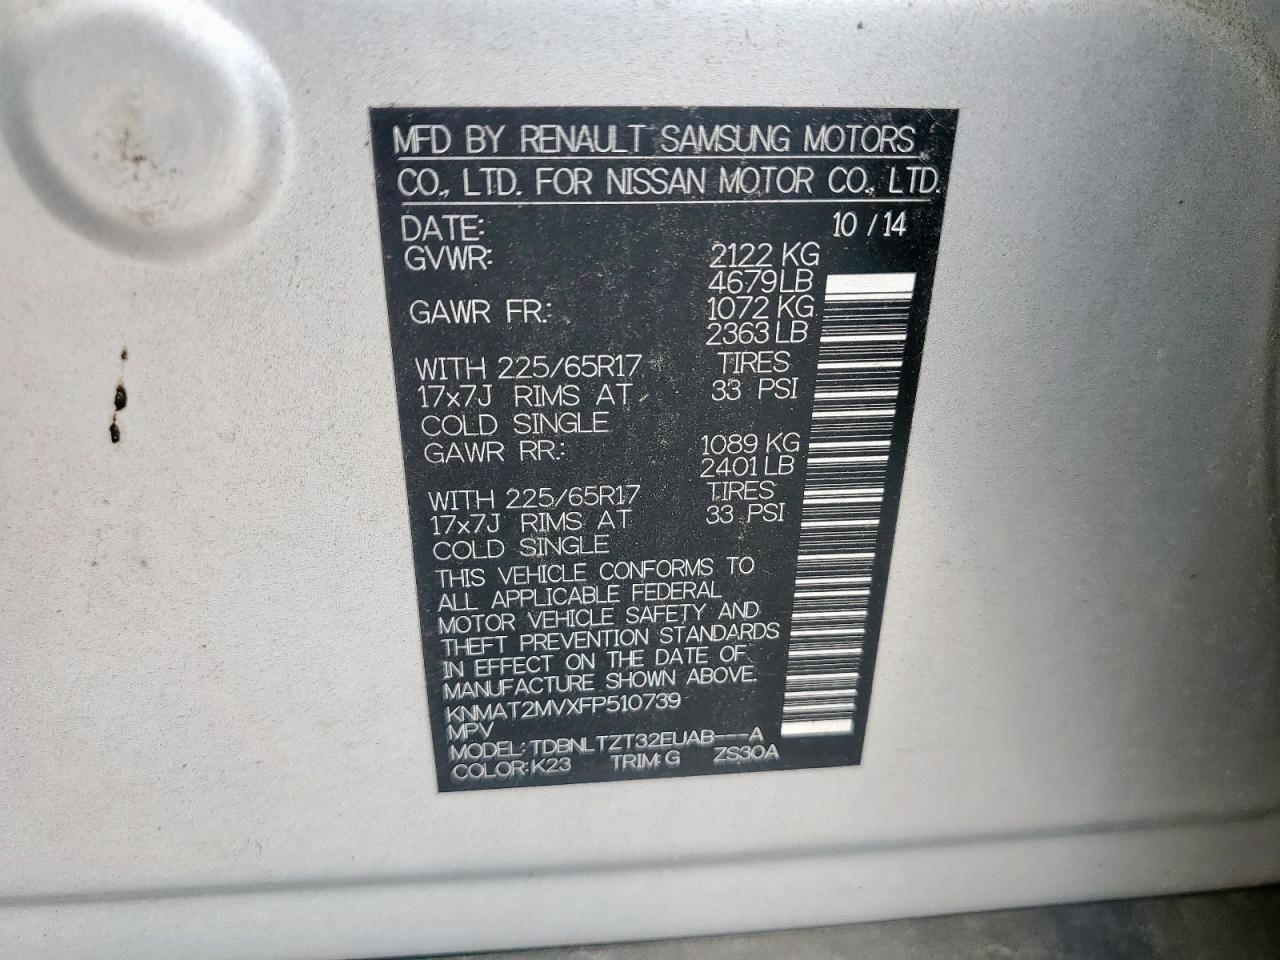 MFD BY RENAULT SAMSUNG MOTORS
CO., LTD. FOR NISSAN MOTOR CO., LTD.
DATE: 10 / 14
GVWR: 2122 KG
4679 LB
GAWR FR.: 1072 KG
2363 LB
WITH 225/65R17 TIRES
17x7J RIMS AT 33 PSI
COLD SINGLE
GAWR RR.: 1089 KG
2401 LB
WITH 225/65R17 TIRES
17x7J RIMS AT 33 PSI
COLD SINGLE
THIS VEHICLE CONFORMS TO
ALL APPLICABLE FEDERAL
MOTOR VEHICLE SAFETY AND
THEFT PREVENTION STANDARDS
IN EFFECT ON THE DATE OF
MANUFACTURE SHOWN ABOVE.
KNMAT2MVXFP510739
MPV
MODEL: TDBNLTZT32EUAB---A
COLOR: K23 TRIM: G ZS30A